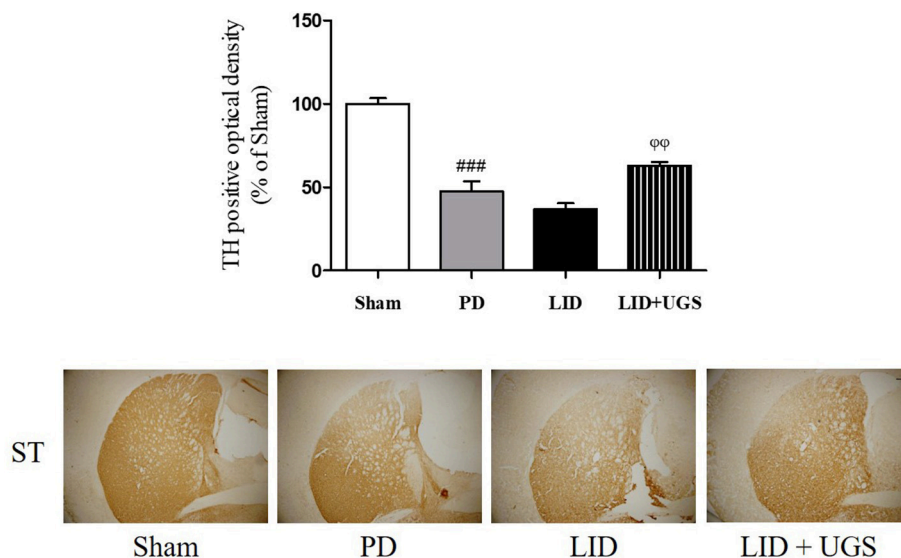 TH positive optical density
(% of Sham)
150
100
50
0
###
φφ
Sham PD LID LID+UGS
ST
Sham PD LID LID + UGS